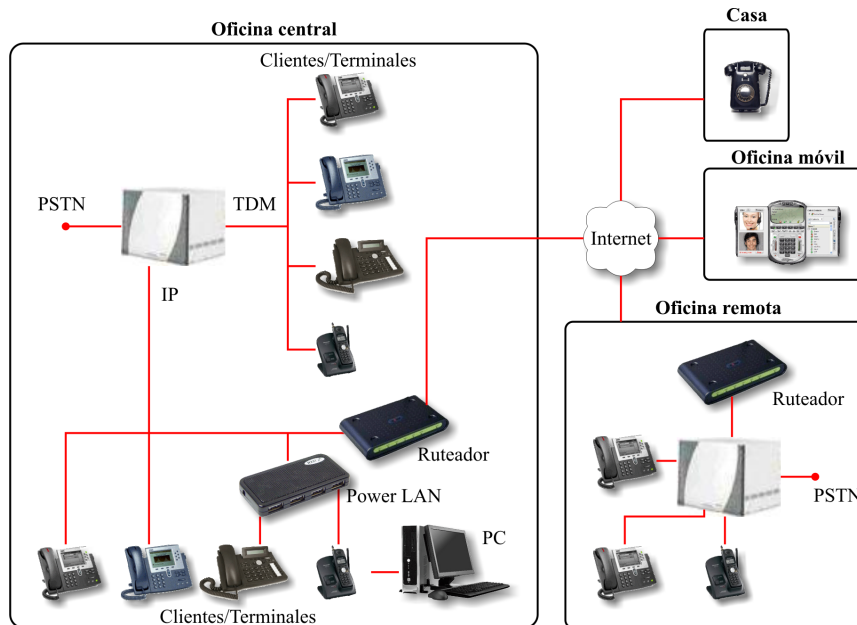 Oficina central
Casa
Clientes/Terminales
Oficina móvil
PSTN
TDM
Internet
IP
Oficina remota
Ruteador
Ruteador
Power LAN
PSTN
PC
Clientes/Terminales